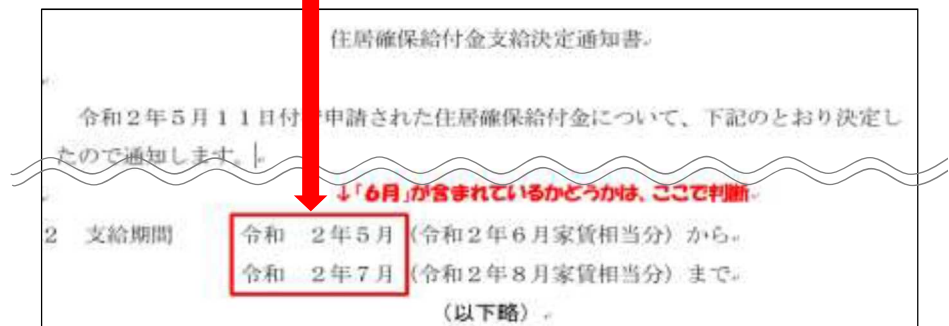 住居確保給付金支給決定通知書
令和２年５月１１日付 申請された住居確保給付金について、下記のとおり決定し
たので通知します。
↓「6月」が含まれているかどうかは、ここで判断
2 支給期間 令和 ２年５月（令和２年６月家賃相当分）から
令和 ２年７月（令和２年８月家賃相当分）まで
（以下略）